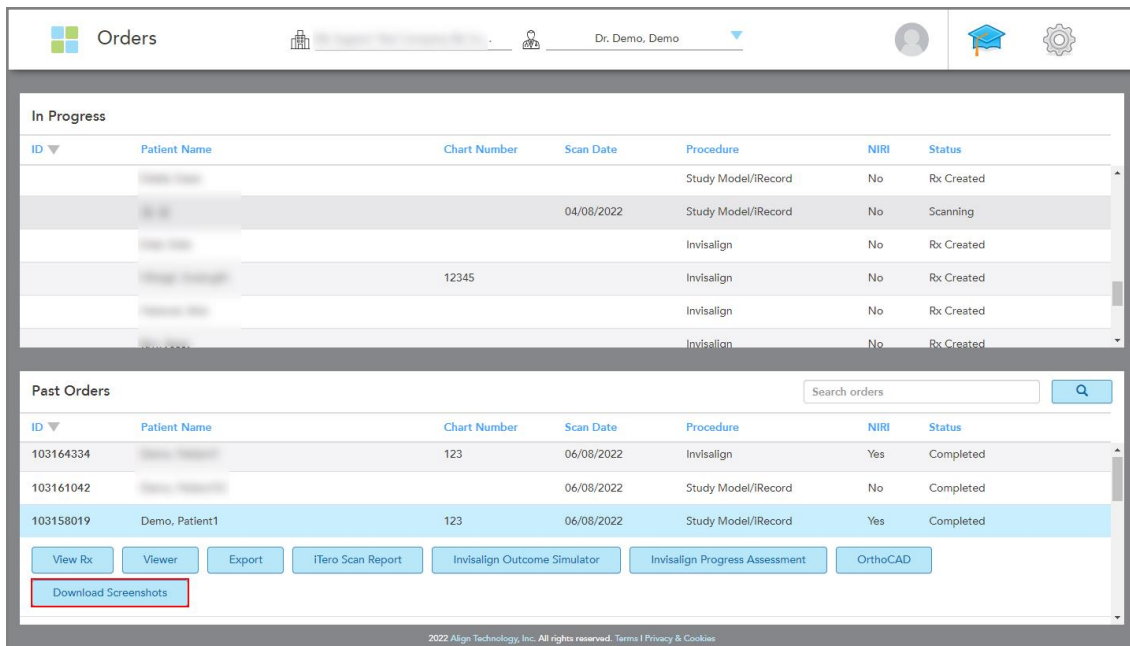 Orders
Dr. Demo, Demo
In Progress
ID Patient Name Chart Number Scan Date Procedure NIRI Status
Study Model/iRecord No Rx Created
04/08/2022 Study Model/iRecord No Scanning
Invisalign No Rx Created
12345 Invisalign No Rx Created
Invisalign No Rx Created
Invisalign No Rx Created
Past Orders Search orders
ID Patient Name Chart Number Scan Date Procedure NIRI Status
103164334 123 06/08/2022 Invisalign Yes Completed
103161042 06/08/2022 Study Model/iRecord No Completed
103158019 Demo, Patient1 123 06/08/2022 Study Model/iRecord Yes Completed
View Rx Viewer Export iTero Scan Report Invisalign Outcome Simulator Invisalign Progress Assessment OrthoCAD
Download Screenshots
2022 Align Technology, Inc. All rights reserved. Terms | Privacy & Cookies